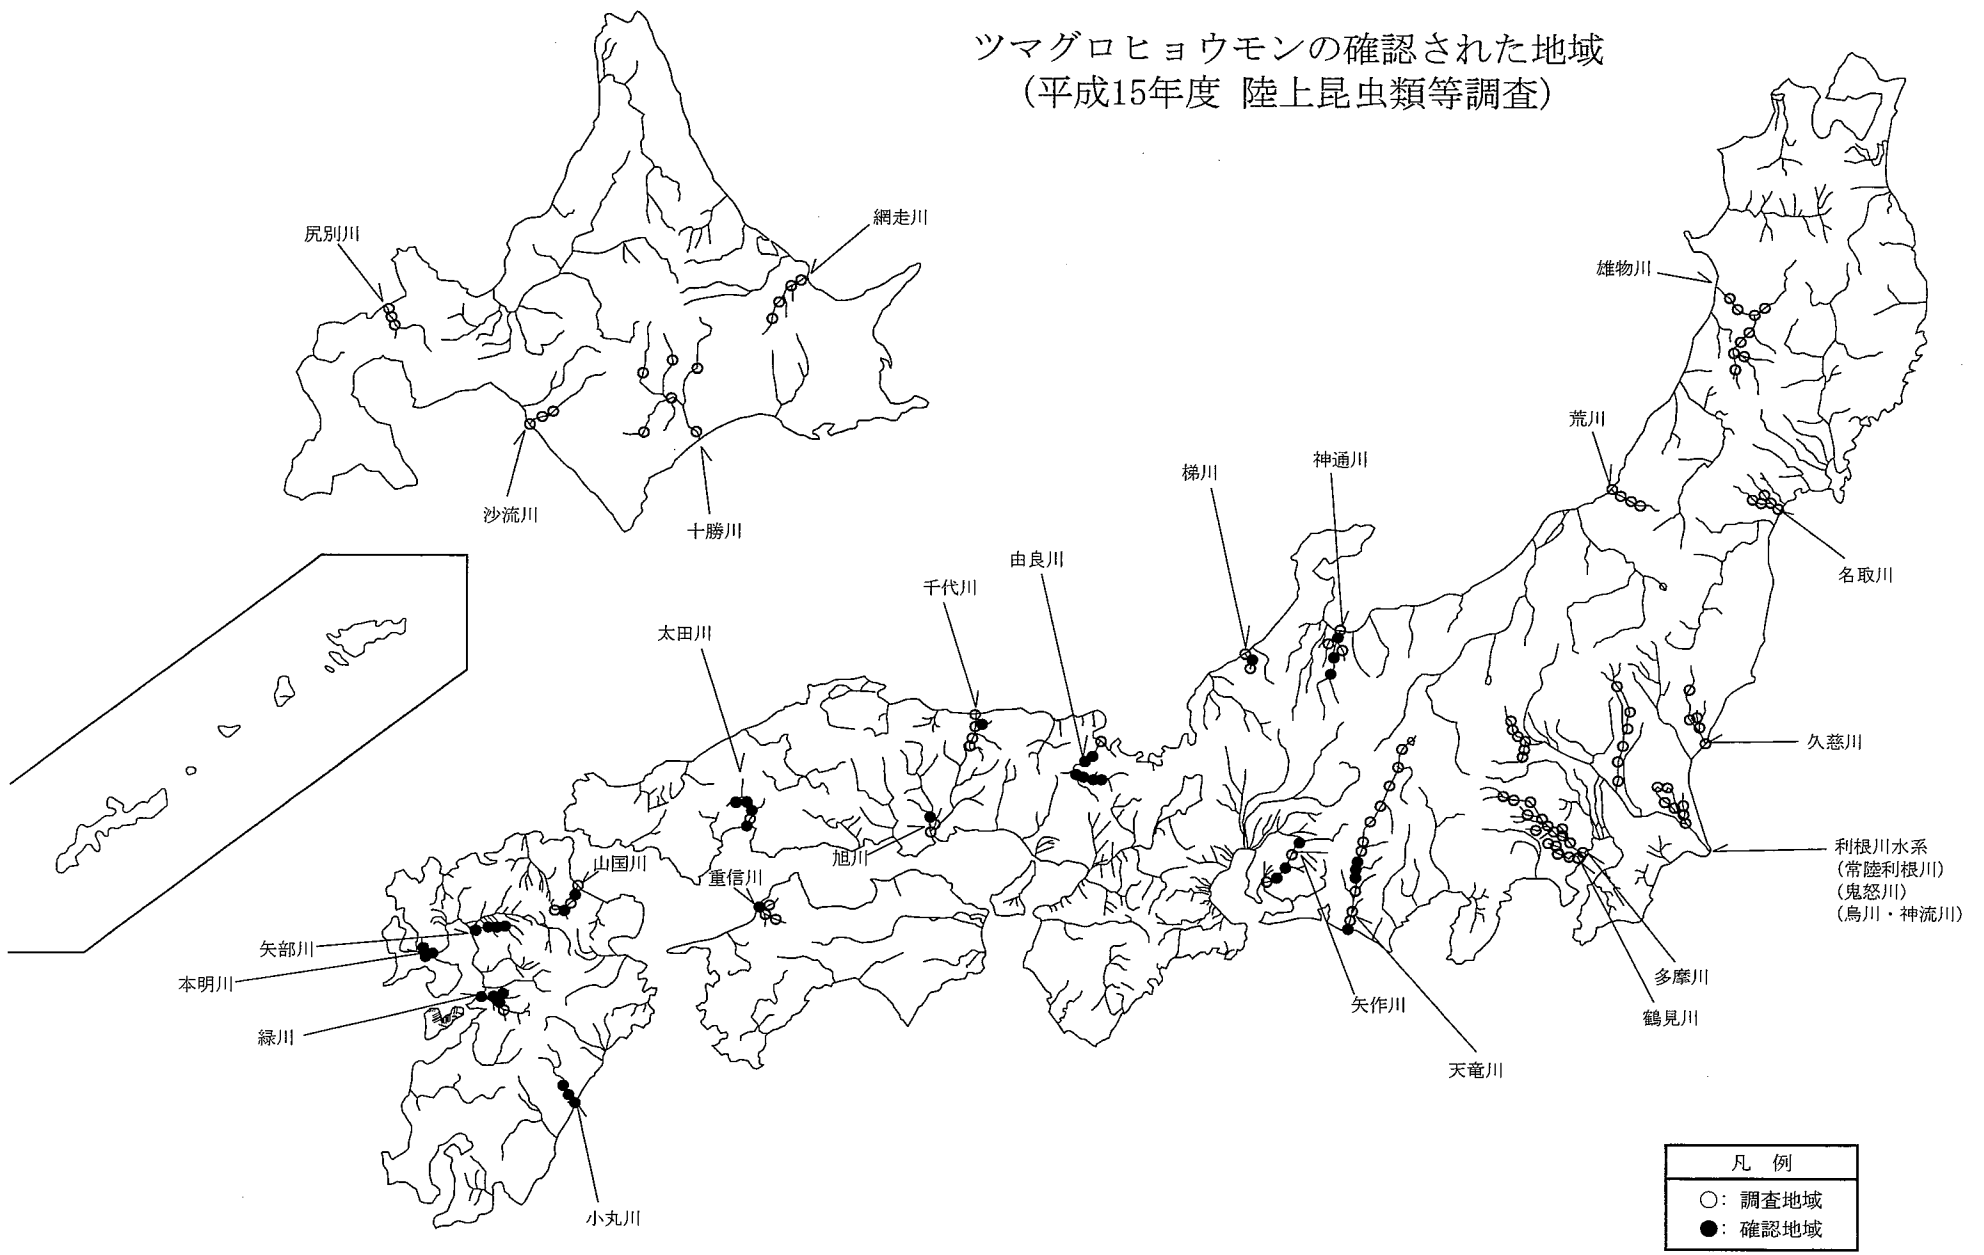 ツマグロヒョウモンの確認された地域
(平成15年度 陸上昆虫類等調査)
尻別川
網走川
沙流川
十勝川
雄物川
荒川
名取川
梯川
神通川
由良川
千代川
太田川
久慈川
利根川水系
(常陸利根川)
(鬼怒川)
(烏川・神流川)
旭川
山国川
重信川
矢部川
本明川
緑川
小丸川
多摩川
鶴見川
矢作川
天竜川
凡 例
○: 調査地域
●: 確認地域